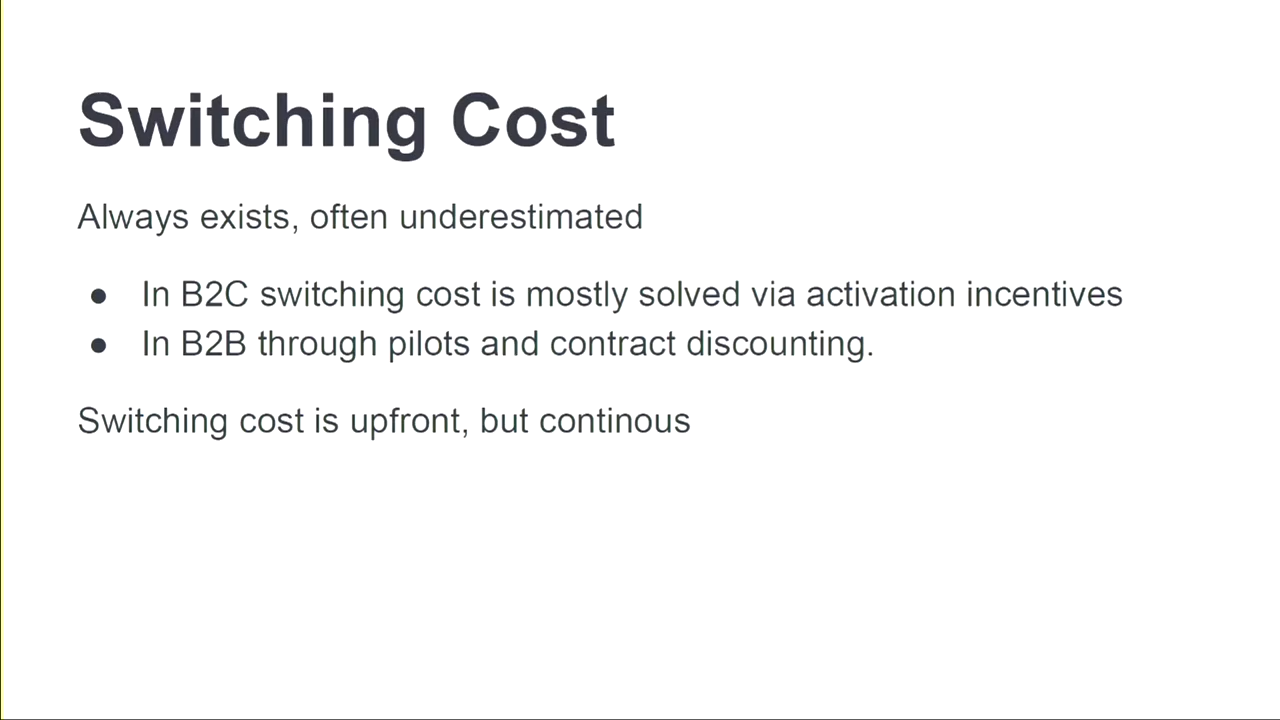 Switching Cost
Always exists, often underestimated
● In B2C switching cost is mostly solved via activation incentives
● In B2B through pilots and contract discounting.
Switching cost is upfront, but continous